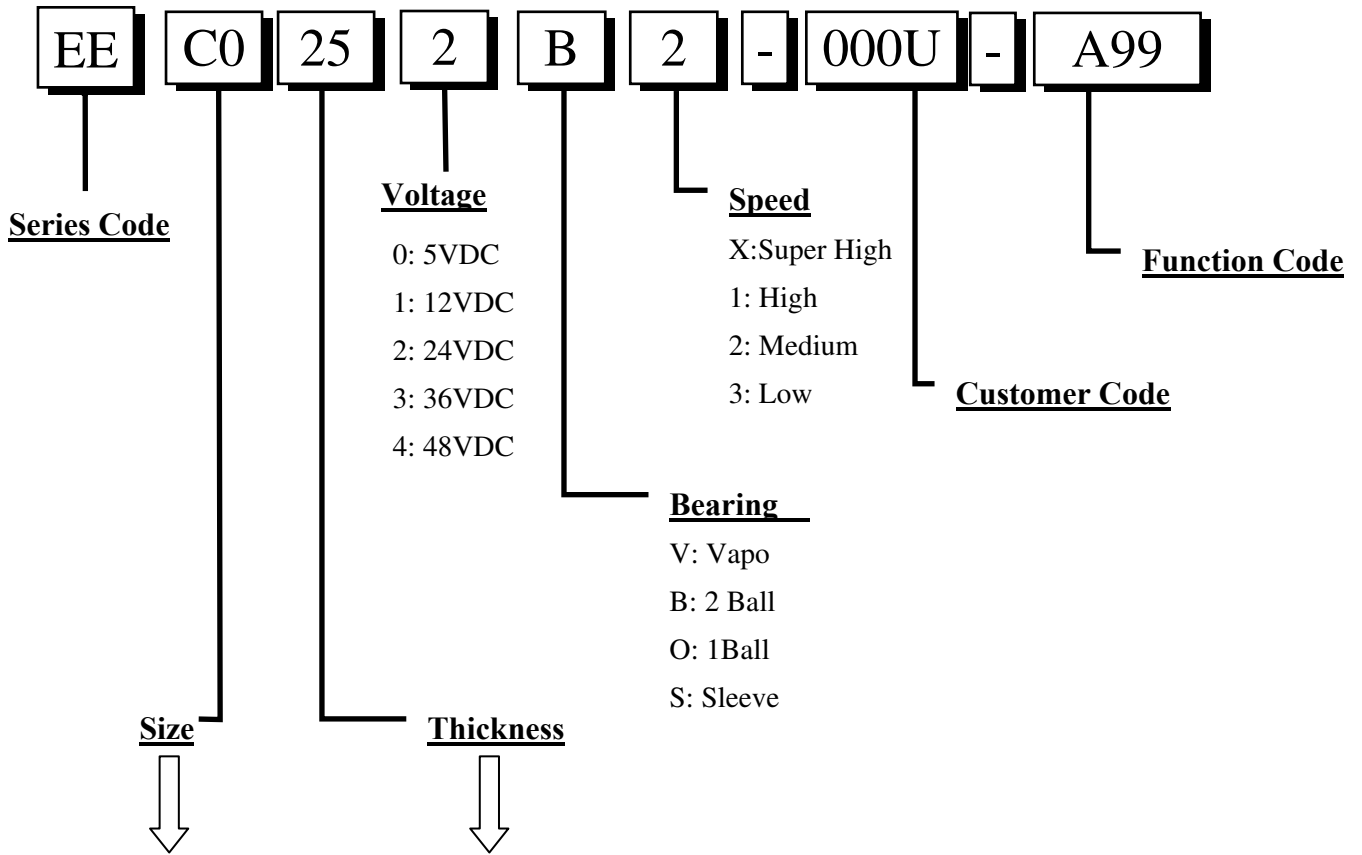 EE C0 25 2 B 2 - 000U - A99
Series Code
Voltage
0: 5VDC
1: 12VDC
2: 24VDC
3: 36VDC
4: 48VDC
Speed
X:Super High
1: High
2: Medium
3: Low
Function Code
Customer Code
Bearing
V: Vapo
B: 2 Ball
O: 1Ball
S: Sleeve
Size
Thickness